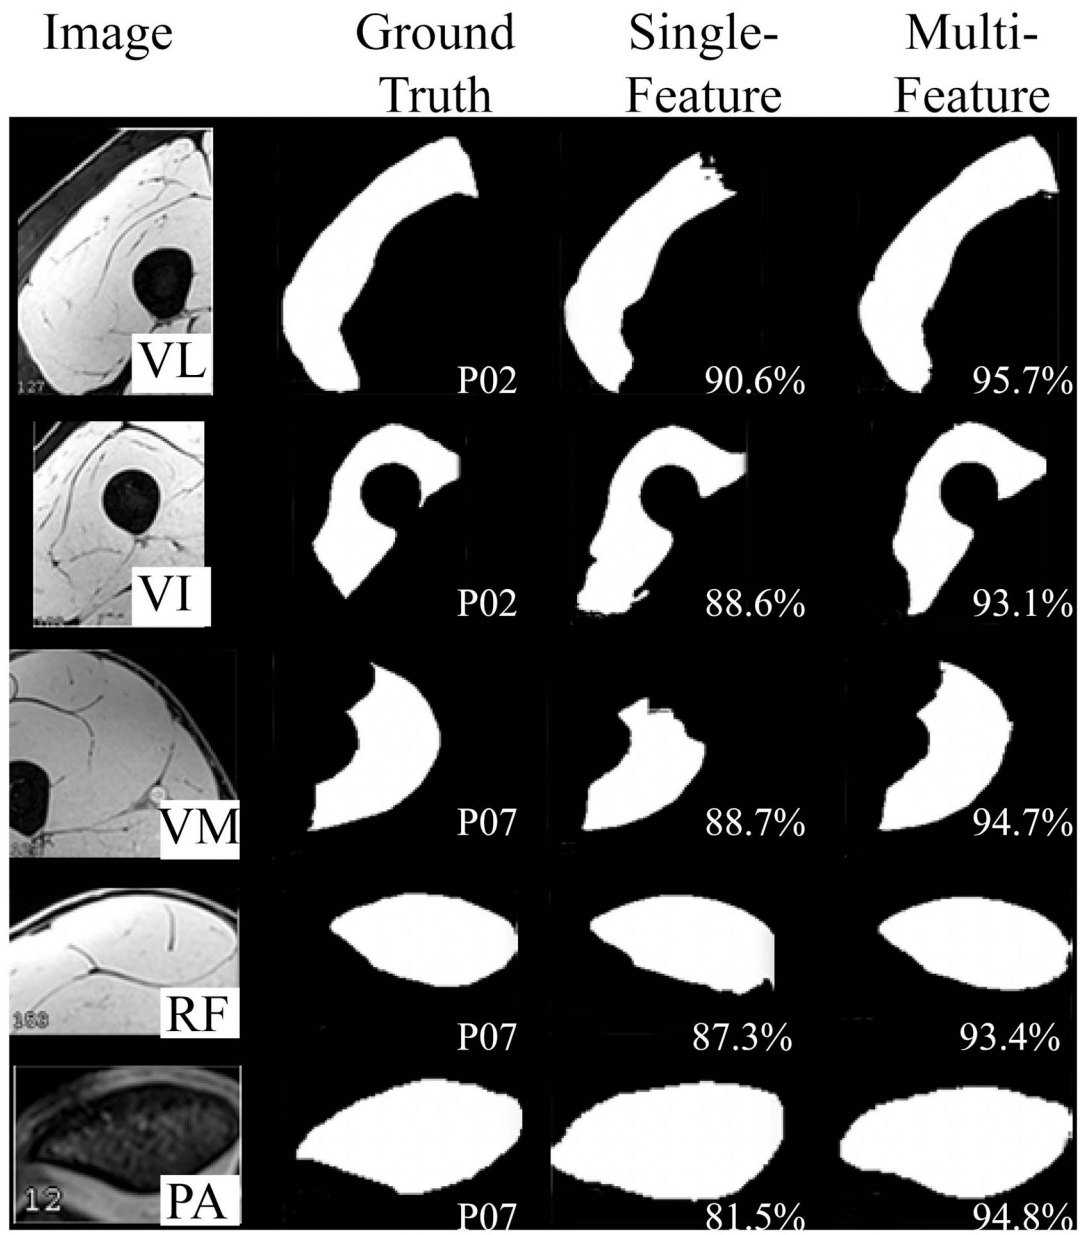 Image Ground Single- Multi-
Truth Feature Feature
127 VL P02 90.6% 95.7%
VI P02 88.6% 93.1%
VM P07 88.7% 94.7%
153 RF P07 87.3% 93.4%
12 PA P07 81.5% 94.8%